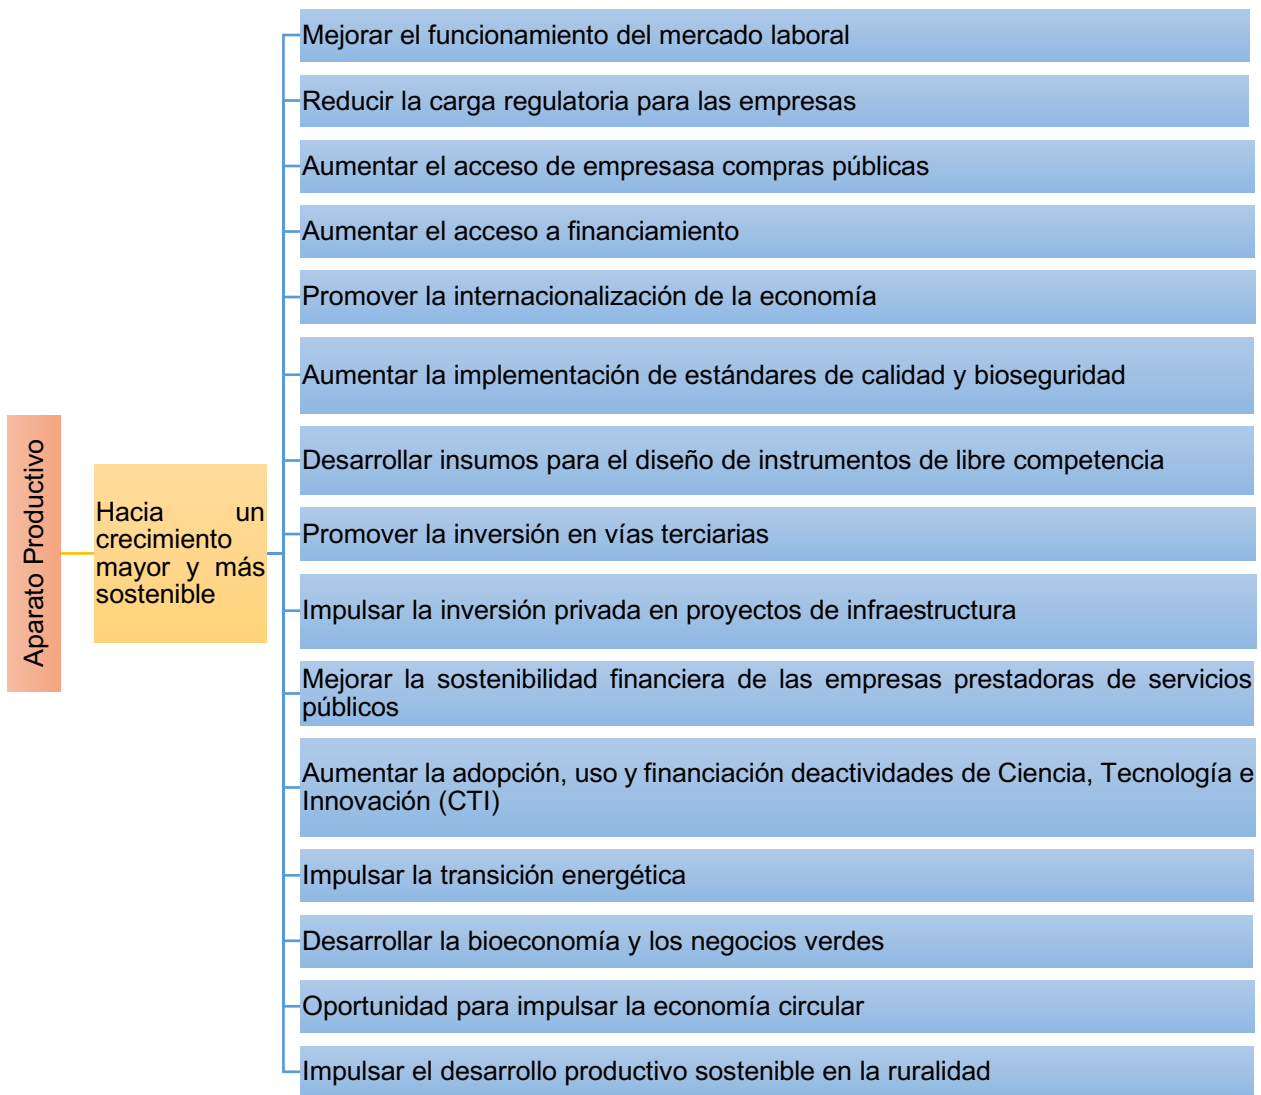 Aparato Productivo
Hacia un
crecimiento
mayor y más
sostenible
Mejorar el funcionamiento del mercado laboral
Reducir la carga regulatoria para las empresas
Aumentar el acceso de empresasa compras públicas
Aumentar el acceso a financiamiento
Promover la internacionalización de la economía
Aumentar la implementación de estándares de calidad y bioseguridad
Desarrollar insumos para el diseño de instrumentos de libre competencia
Promover la inversión en vías terciarias
Impulsar la inversión privada en proyectos de infraestructura
Mejorar la sostenibilidad financiera de las empresas prestadoras de servicios
públicos
Aumentar la adopción, uso y financiación deactividades de Ciencia, Tecnología e
Innovación (CTI)
Impulsar la transición energética
Desarrollar la bioeconomía y los negocios verdes
Oportunidad para impulsar la economía circular
Impulsar el desarrollo productivo sostenible en la ruralidad